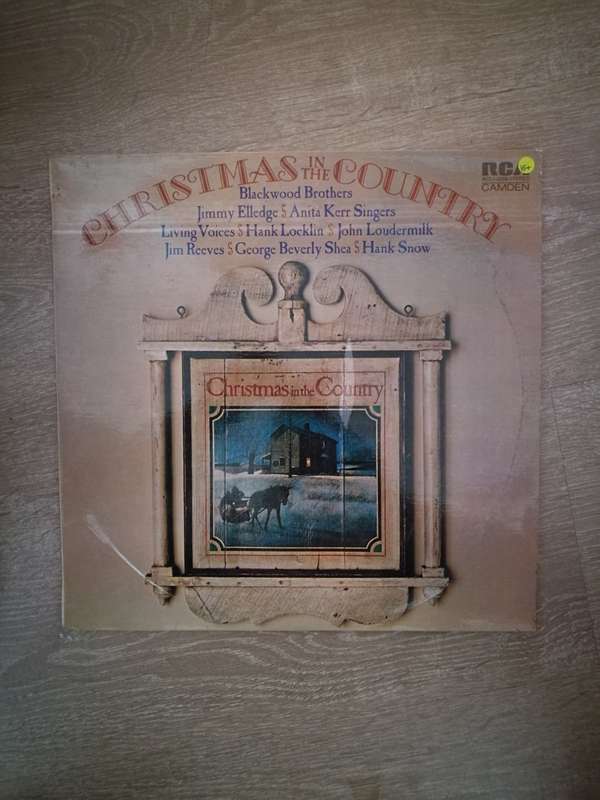 CHRISTMAS IN THE COUNTRY
RCA
CAMDEN
Blackwood Brothers
Jimmy Elledge § Anita Kerr Singers
Living Voices § Hank Locklin § John Loudermilk
Jim Reeves § George Beverly Shea § Hank Snow
Christmas in the Country